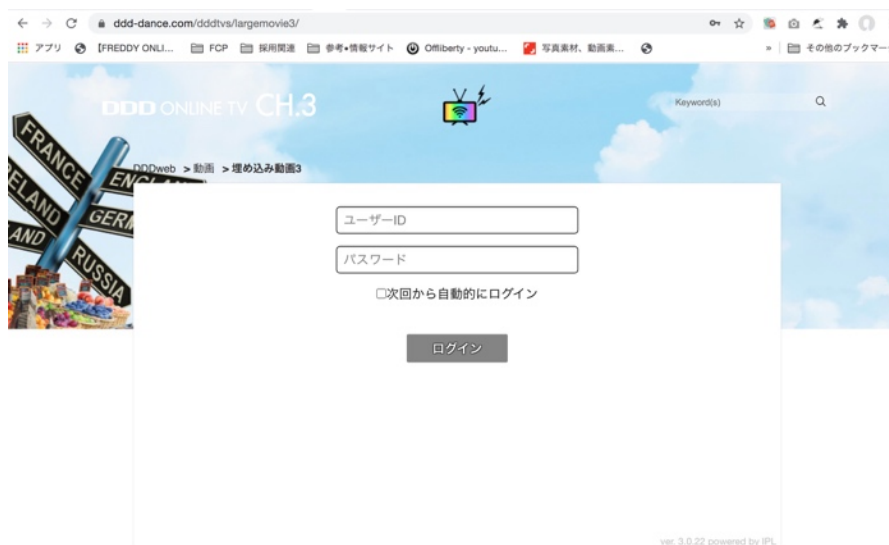 ddd-dance.com/dddtvs/largemovie3/
アプリ [FREDDY ONLI... FCP 採用関連 参考•情報サイト Offliberty - youtu... 写真素材、動画素... » その他のブックマー
DDD ONLINE TV CH.3
Keyword(s)
DDDweb > 動画 > 埋め込み動画3
FRANCE
ENGLAND
ELAND
GERM
AND
RUSSIA
ユーザーID
パスワード
次回から自動的にログイン
ログイン
ver. 3.0.22 powered by IPL